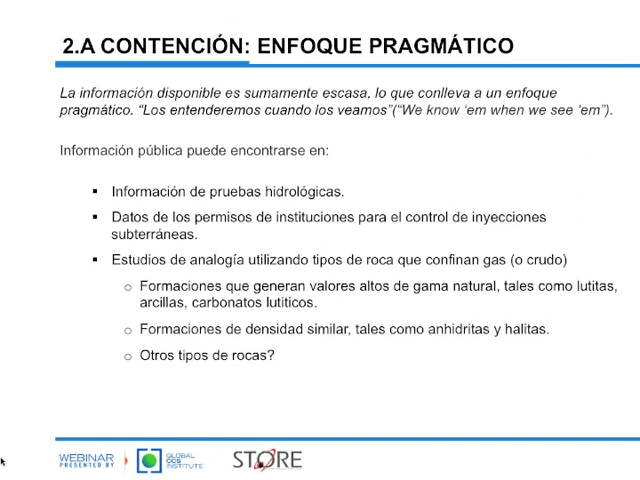 2.A CONTENCIÓN: ENFOQUE PRAGMÁTICO
La información disponible es sumamente escasa, lo que conlleva a un enfoque
pragmático. “Los entenderemos cuando los veamos”(“We know ‘em when we see ‘em”).
Información pública puede encontrarse en:
▪ Información de pruebas hidrológicas.
▪ Datos de los permisos de instituciones para el control de inyecciones
subterráneas.
▪ Estudios de analogía utilizando tipos de roca que confinan gas (o crudo)
o Formaciones que generan valores altos de gama natural, tales como lutitas,
arcillas, carbonatos lutiticos.
o Formaciones de densidad similar, tales como anhidritas y halitas.
o Otros tipos de rocas?
WEBINAR
PRESENTED BY
GLOBAL
CCS
INSTITUTE
STORE